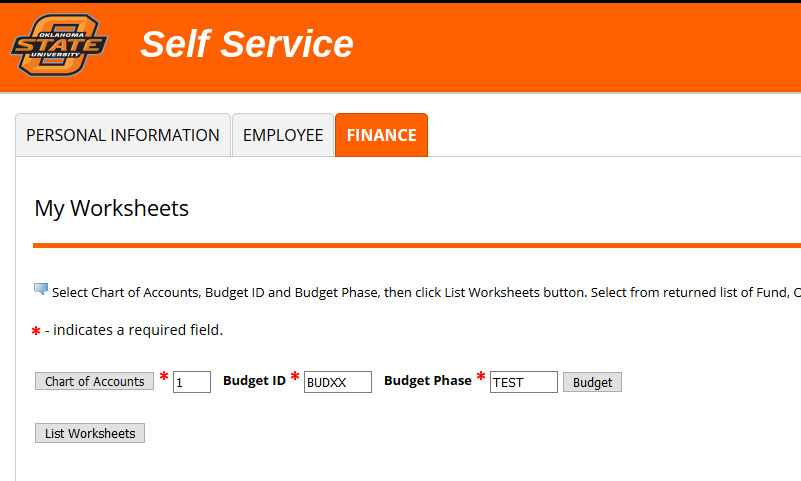 OKLAHOMA
STATE
UNIVERSITY
Self Service
PERSONAL INFORMATION EMPLOYEE FINANCE
My Worksheets
Select Chart of Accounts, Budget ID and Budget Phase, then click List Worksheets button. Select from returned list of Fund,
* - indicates a required field.
Chart of Accounts * 1 Budget ID * BUDXX Budget Phase * TEST Budget
List Worksheets